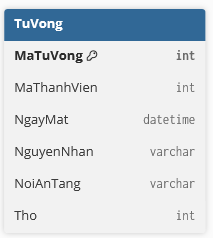 TuVong
MaTuVong int
MaThanhVien int
NgayMat datetime
NguyenNhan varchar
NoiAnTang varchar
Tho int